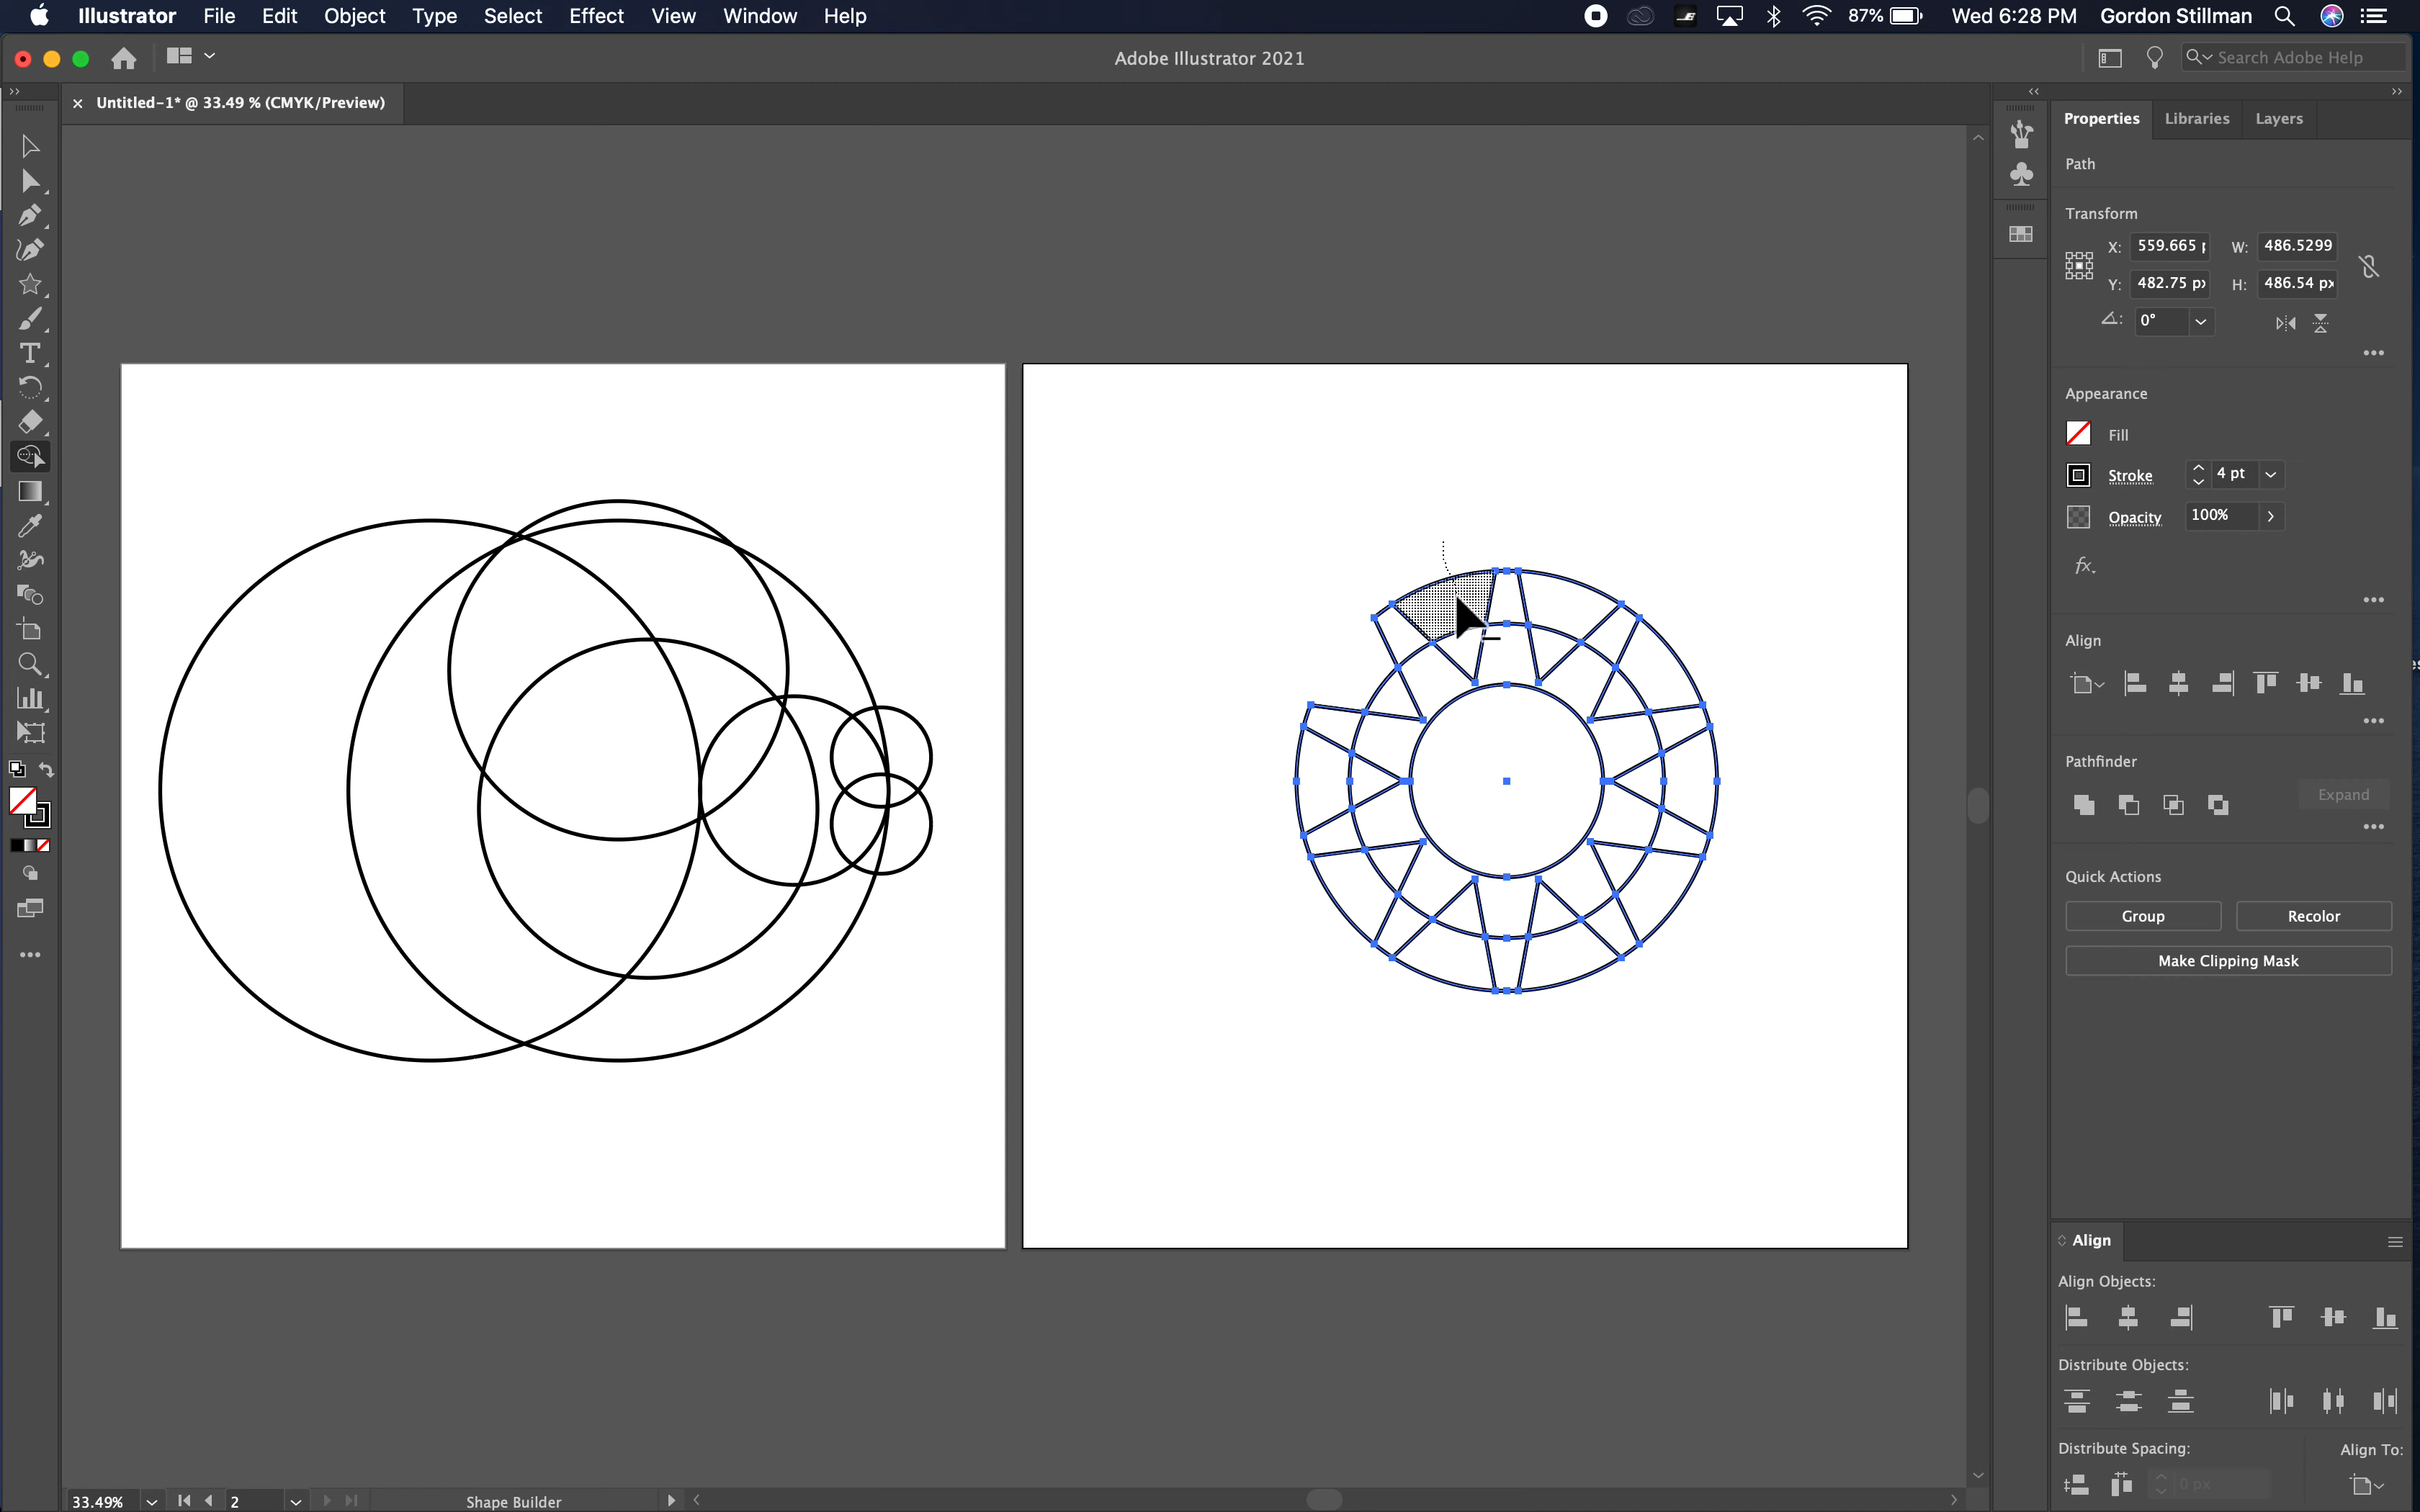 Illustrator File Edit Object Type Select Effect View Window Help 87% Wed 6:28 PM Gordon Stillman
Adobe Illustrator 2021
Search Adobe Help
× Untitled-1* @ 33.49 % (CMYK/Preview)
Properties Libraries Layers
Path
Transform
X: 559.665 p W: 486.5299
Y: 482.75 px H: 486.54 px
0°
Appearance
Fill
Stroke 4 pt
Opacity 100%
fx.
Align
Pathfinder
Expand
Quick Actions
Group Recolor
Make Clipping Mask
Align
Align Objects:
Distribute Objects:
Distribute Spacing: Align To:
0 px
33.49% 2 Shape Builder